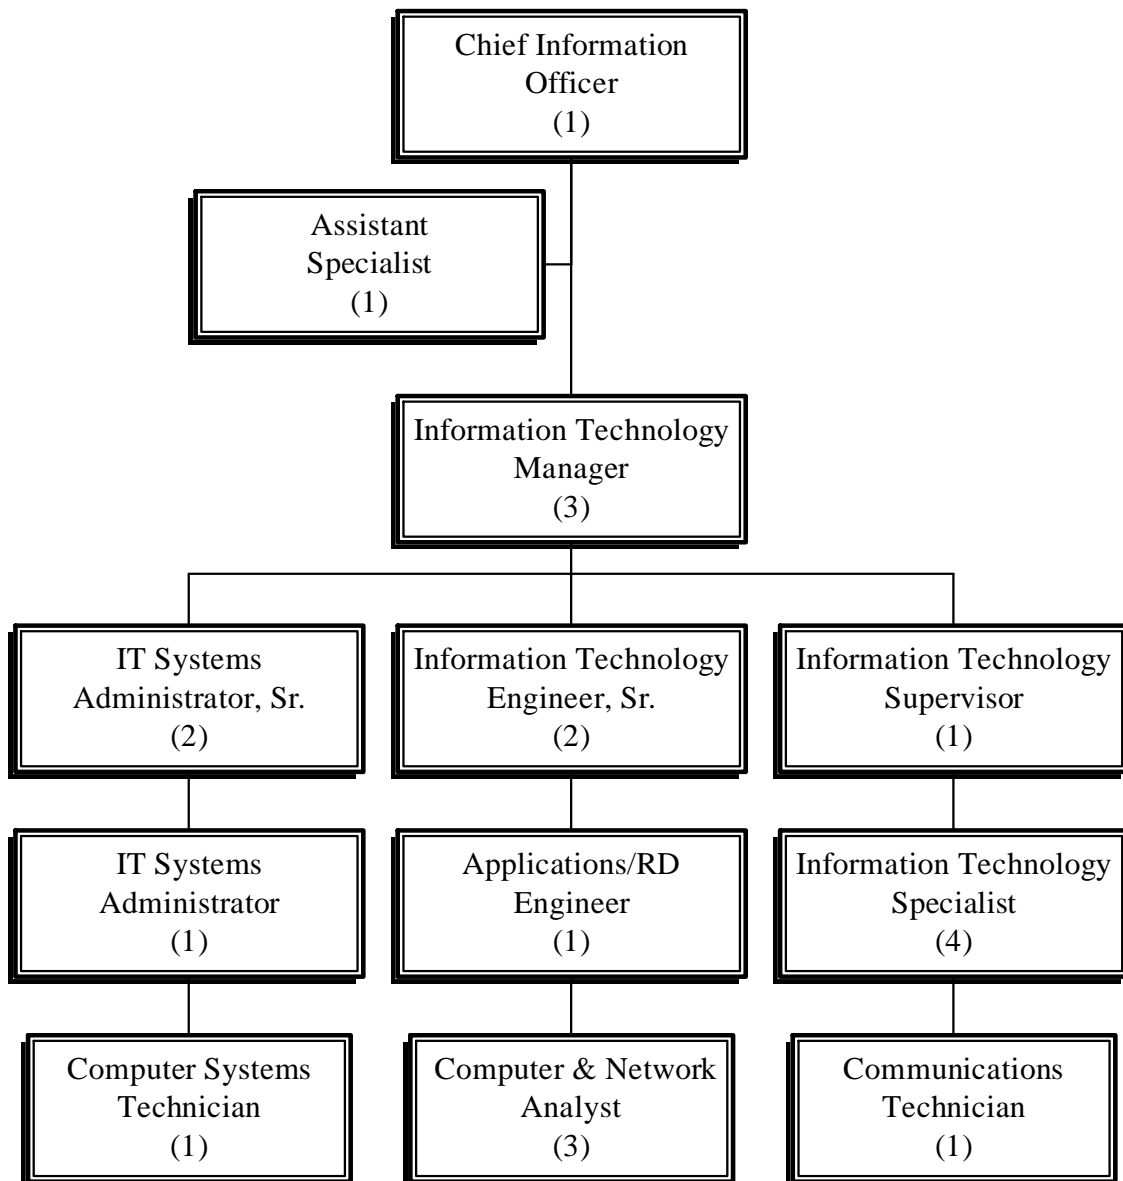 Chief Information
Officer
(1)
Assistant
Specialist
(1)
Information Technology
Manager
(3)
IT Systems
Administrator, Sr.
(2)
Information Technology
Engineer, Sr.
(2)
Information Technology
Supervisor
(1)
IT Systems
Administrator
(1)
Applications/RD
Engineer
(1)
Information Technology
Specialist
(4)
Computer Systems
Technician
(1)
Computer & Network
Analyst
(3)
Communications
Technician
(1)